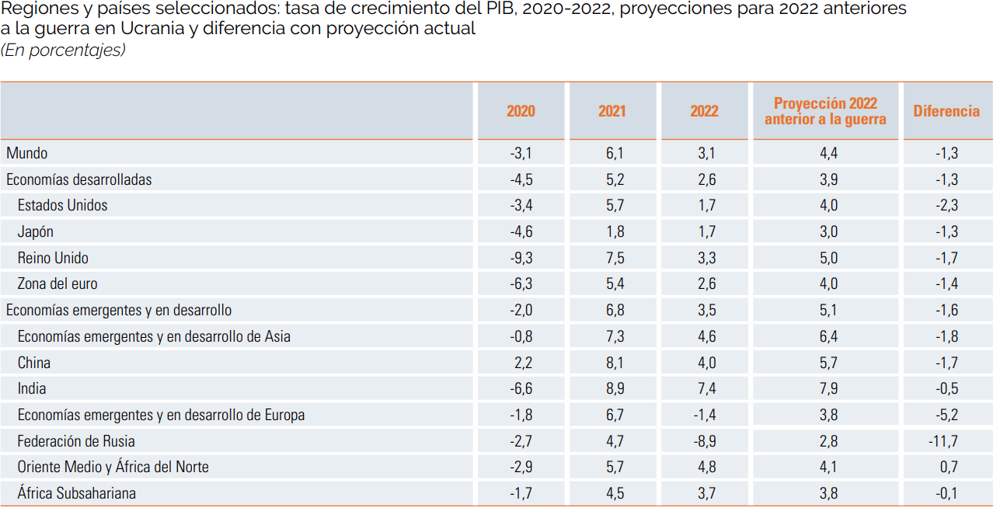 Regiones y países seleccionados: tasa de crecimiento del PIB, 2020-2022, proyecciones para 2022 anteriores
a la guerra en Ucrania y diferencia con proyección actual
(En porcentajes)
2020 2021 2022 Proyección 2022 anterior a la guerra Diferencia
Mundo -3,1 6,1 3,1 4,4 -1,3
Economías desarrolladas -4,5 5,2 2,6 3,9 -1,3
Estados Unidos -3,4 5,7 1,7 4,0 -2,3
Japón -4,6 1,8 1,7 3,0 -1,3
Reino Unido -9,3 7,5 3,3 5,0 -1,7
Zona del euro -6,3 5,4 2,6 4,0 -1,4
Economías emergentes y en desarrollo -2,0 6,8 3,5 5,1 -1,6
Economías emergentes y en desarrollo de Asia -0,8 7,3 4,6 6,4 -1,8
China 2,2 8,1 4,0 5,7 -1,7
India -6,6 8,9 7,4 7,9 -0,5
Economías emergentes y en desarrollo de Europa -1,8 6,7 -1,4 3,8 -5,2
Federación de Rusia -2,7 4,7 -8,9 2,8 -11,7
Oriente Medio y África del Norte -2,9 5,7 4,8 4,1 0,7
África Subsahariana -1,7 4,5 3,7 3,8 -0,1